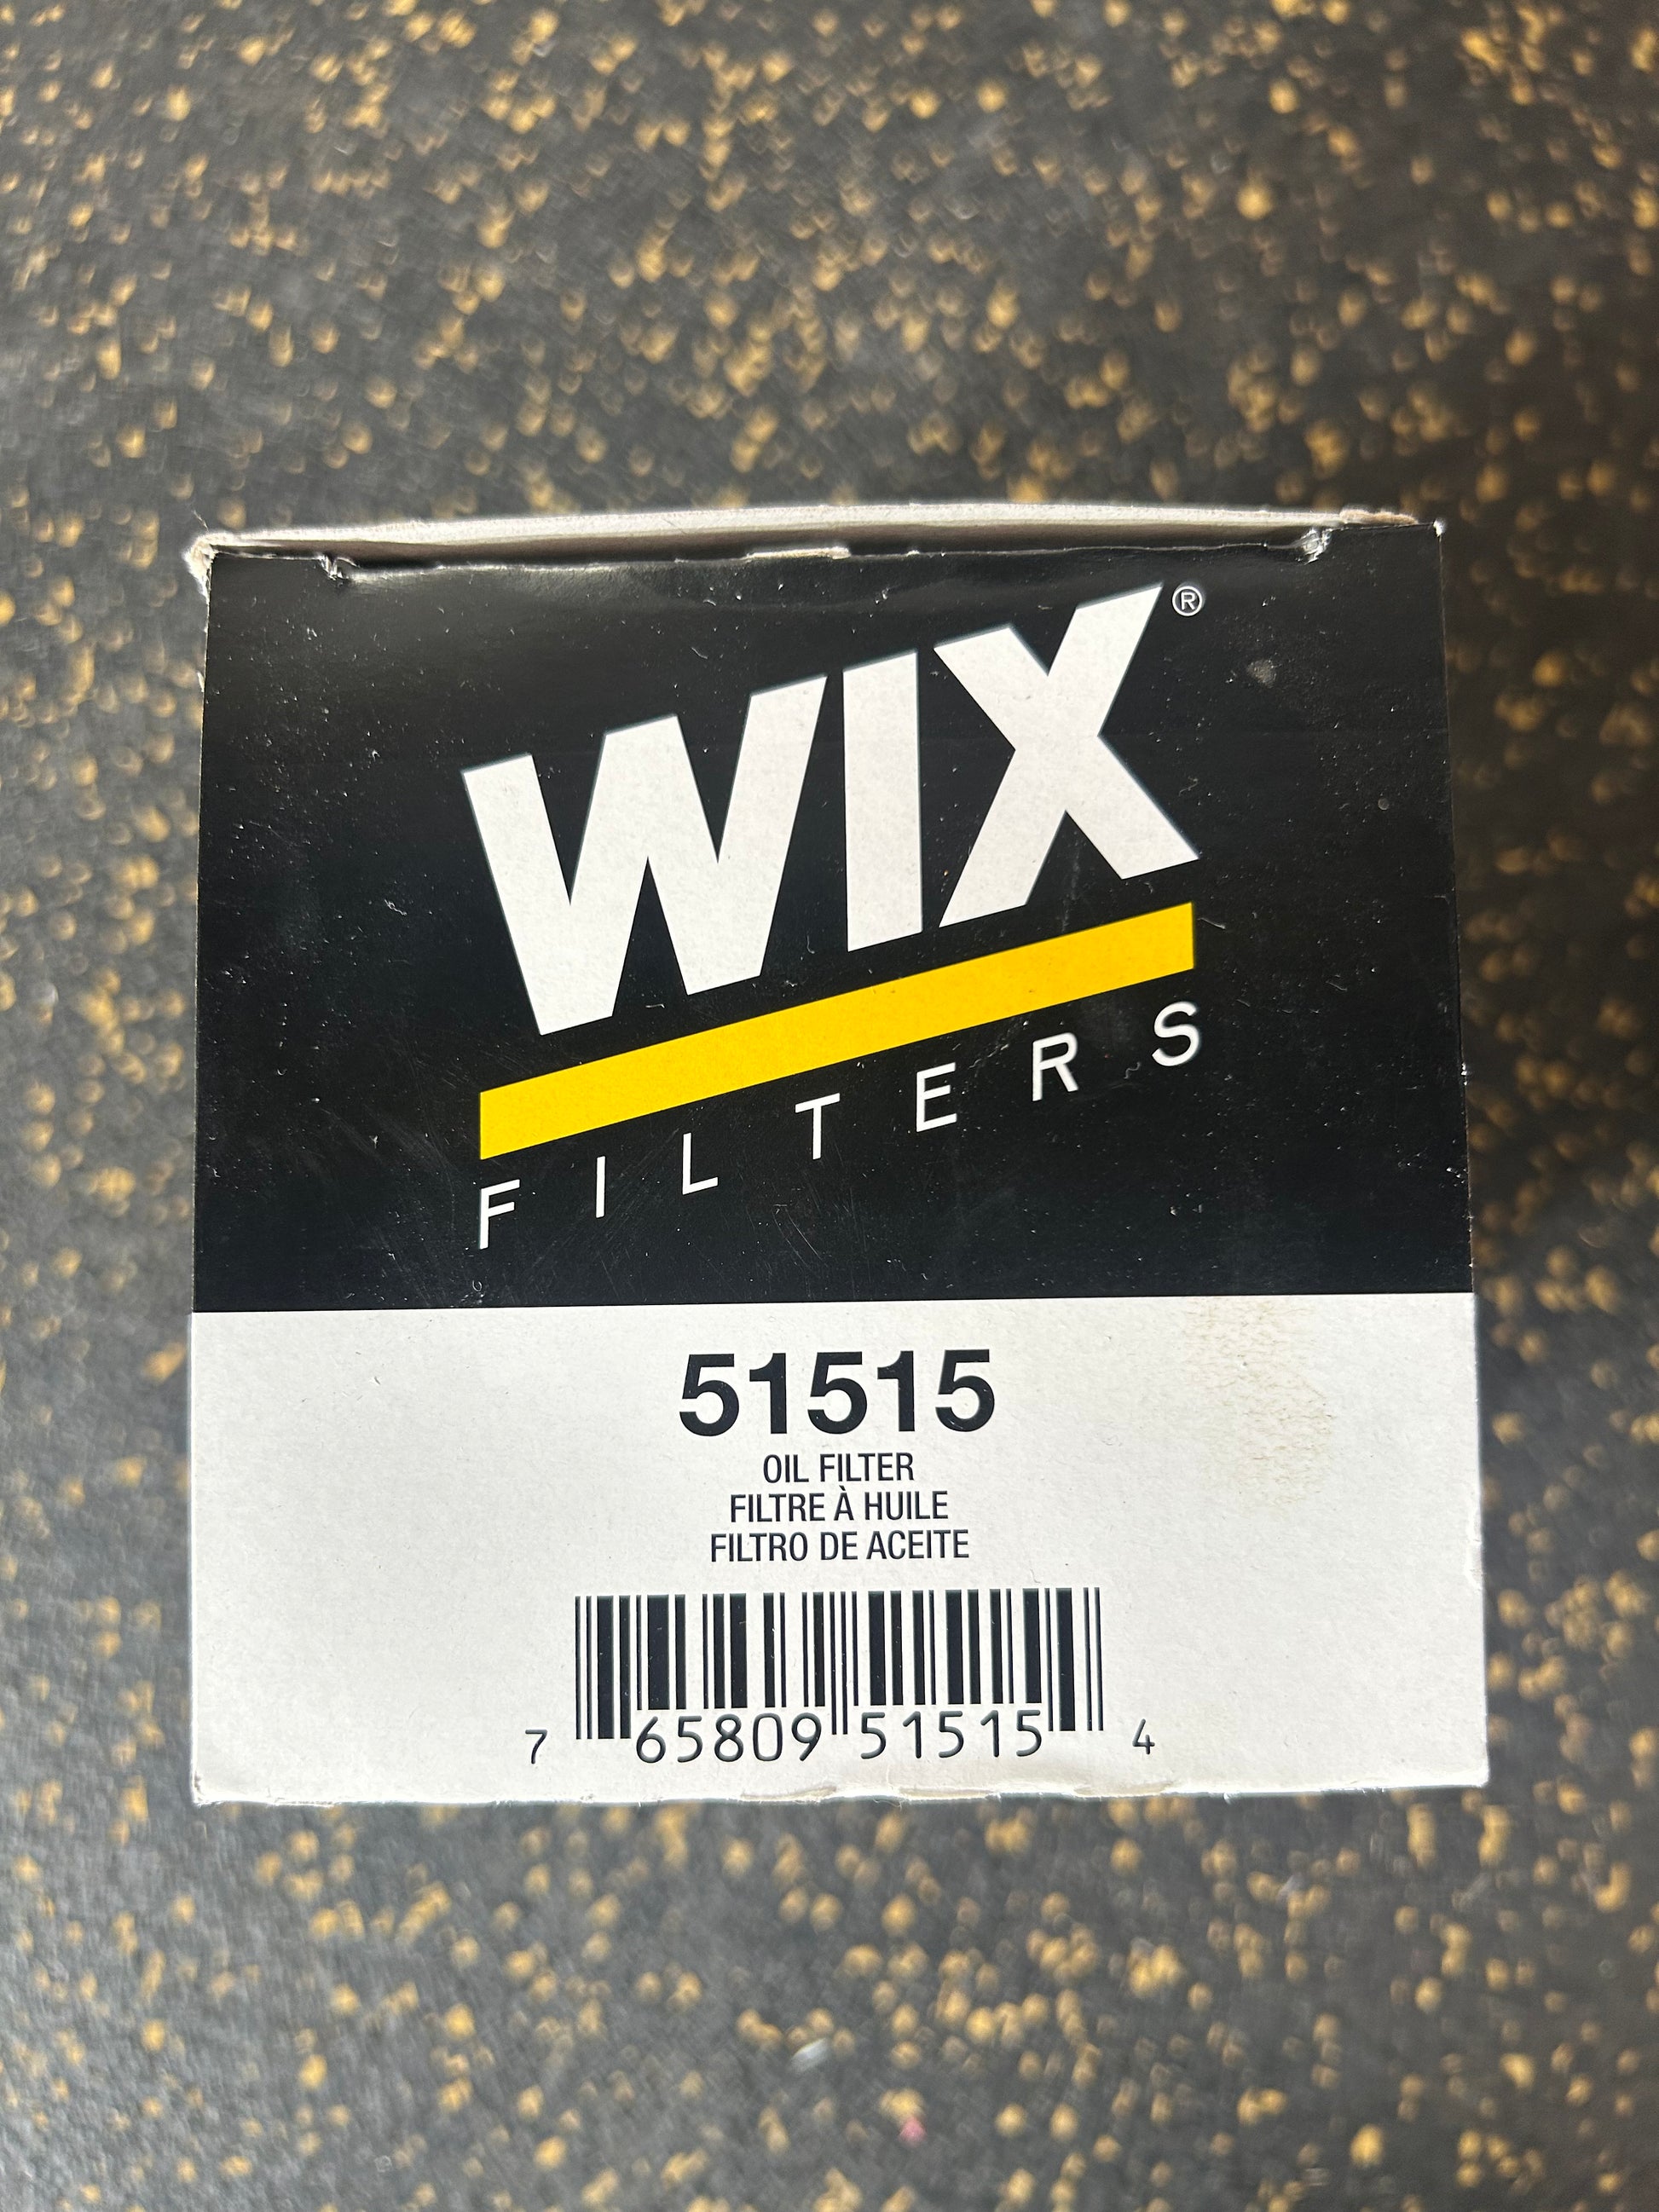 WIX®
FILTERS
51515
OIL FILTER
FILTRE À HUILE
FILTRO DE ACEITE
7 65809 51515 4